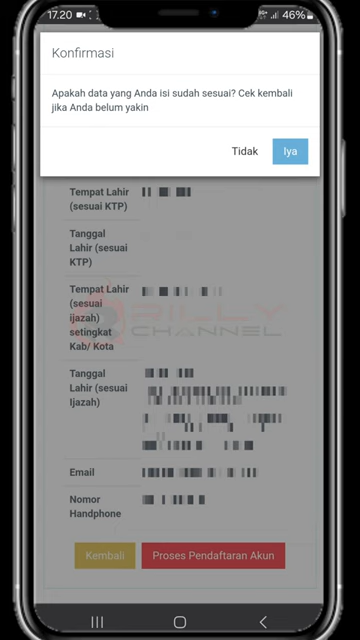 17.20
46%
Konfirmasi
Apakah data yang Anda isi sudah sesuai? Cek kembali
jika Anda belum yakin
Tidak
Iya
Tempat Lahir
(sesuai KTP)
Tanggal
Lahir (sesuai
KTP)
Tempat Lahir
(sesuai
ijazah)
setingkat
Kab/ Kota
RIILLY
CHANNEL
Tanggal
Lahir (sesuai
Ijazah)
Email
Nomor
Handphone
Kembali
Proses Pendaftaran Akun